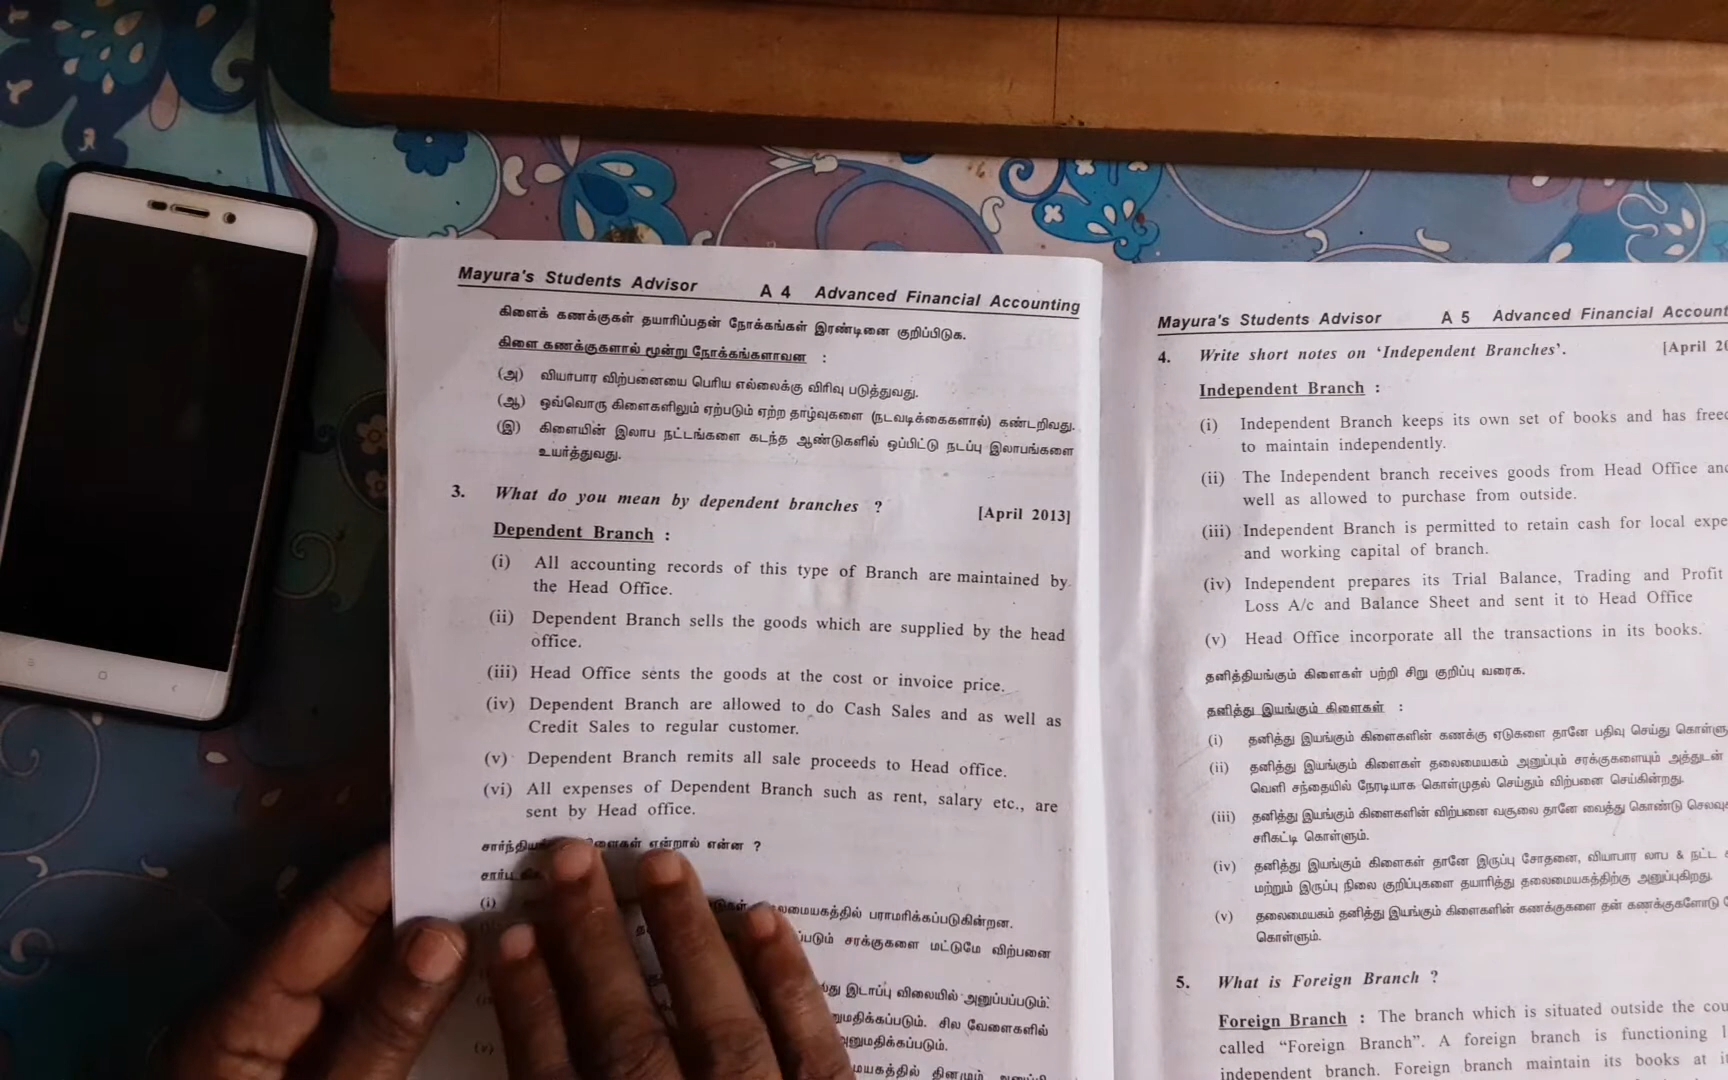 Mayura's Students Advisor A 4 Advanced Financial Accounting
கிளைக் கணக்குகள் தயாரிப்பதன் நோக்கங்கள் இரண்டினை குறிப்பிடுக.
கிளை கணக்குகளால் மூன்று நோக்கங்களாவன :
(அ) வியாபார விற்பனையை பெரிய எல்லைக்கு விரிவு படுத்துவது.
(ஆ) ஒவ்வொரு கிளைகளிலும் ஏற்படும் ஏற்ற தாழ்வுகளை (நடவடிக்கைகளால்) கண்டறிவது.
(இ) கிளையின் இலாப நட்டங்களை கடந்த ஆண்டுகளில் ஒப்பிட்டு நடப்பு இலாபங்களை
உயர்த்துவது.
3. What do you mean by dependent branches ? [April 2013]
Dependent Branch :
(i) All accounting records of this type of Branch are maintained by
the Head Office.
(ii) Dependent Branch sells the goods which are supplied by the head
office.
(iii) Head Office sents the goods at the cost or invoice price.
(iv) Dependent Branch are allowed to do Cash Sales and as well as
Credit Sales to regular customer.
(v) Dependent Branch remits all sale proceeds to Head office.
(vi) All expenses of Dependent Branch such as rent, salary etc., are
sent by Head office.
என்றால் என்ன ?
(i) பராமரிக்கப்படுகின்றன.
சரக்குகளை மட்டுமே விற்பனை
இடாப்பு விலையில் அனுப்பப்படும்.
சில வேளைகளில்
(v) அனுமதிக்கப்படும்.
தினமும்
Mayura's Students Advisor A 5 Advanced Financial
4. Write short notes on ‘Independent Branches’. [April
Independent Branch :
(i) Independent Branch keeps its own set of books and has
to maintain independently.
(ii) The Independent branch receives goods from Head Office
well as allowed to purchase from outside.
(iii) Independent Branch is permitted to retain cash for local
and working capital of branch.
(iv) Independent prepares its Trial Balance, Trading and Profit
Loss A/c and Balance Sheet and sent it to Head Office
(v) Head Office incorporate all the transactions in its books.
தனித்தியங்கும் கிளைகள் பற்றி சிறு குறிப்பு வரைக.
தனித்து இயங்கும் கிளைகள் :
(i) தனித்து இயங்கும் கிளைகளின் கணக்கு ஏடுகளை தானே பதிவு செய்து
(ii) தனித்து இயங்கும் கிளைகள் தலைமையகம் அனுப்பும் சரக்குகளையும் அத்துடன்
வெளி சந்தையில் நேரடியாக கொள்முதல் செய்தும் விற்பனை செய்கின்றது.
(iii) தனித்து இயங்கும் கிளைகளின் விற்பனை வசூலை தானே வைத்து கொண்டு
சரிகட்டி கொள்ளும்.
(iv) தனித்து இயங்கும் கிளைகள் தானே இருப்பு சோதனை, வியாபார லாப & நட்ட
மற்றும் இருப்பு நிலை குறிப்புகளை தயாரித்து தலைமையகத்திற்கு அனுப்புகிறது.
(v) தலைமையகம் தனித்து இயங்கும் கிளைகளின் கணக்குகளை தன் கணக்குகளோடு
கொள்ளும்.
5. What is Foreign Branch ?
Foreign Branch : The branch which is situated outside the
called “Foreign Branch”. A foreign branch is functioning
independent branch. Foreign branch maintain its books at